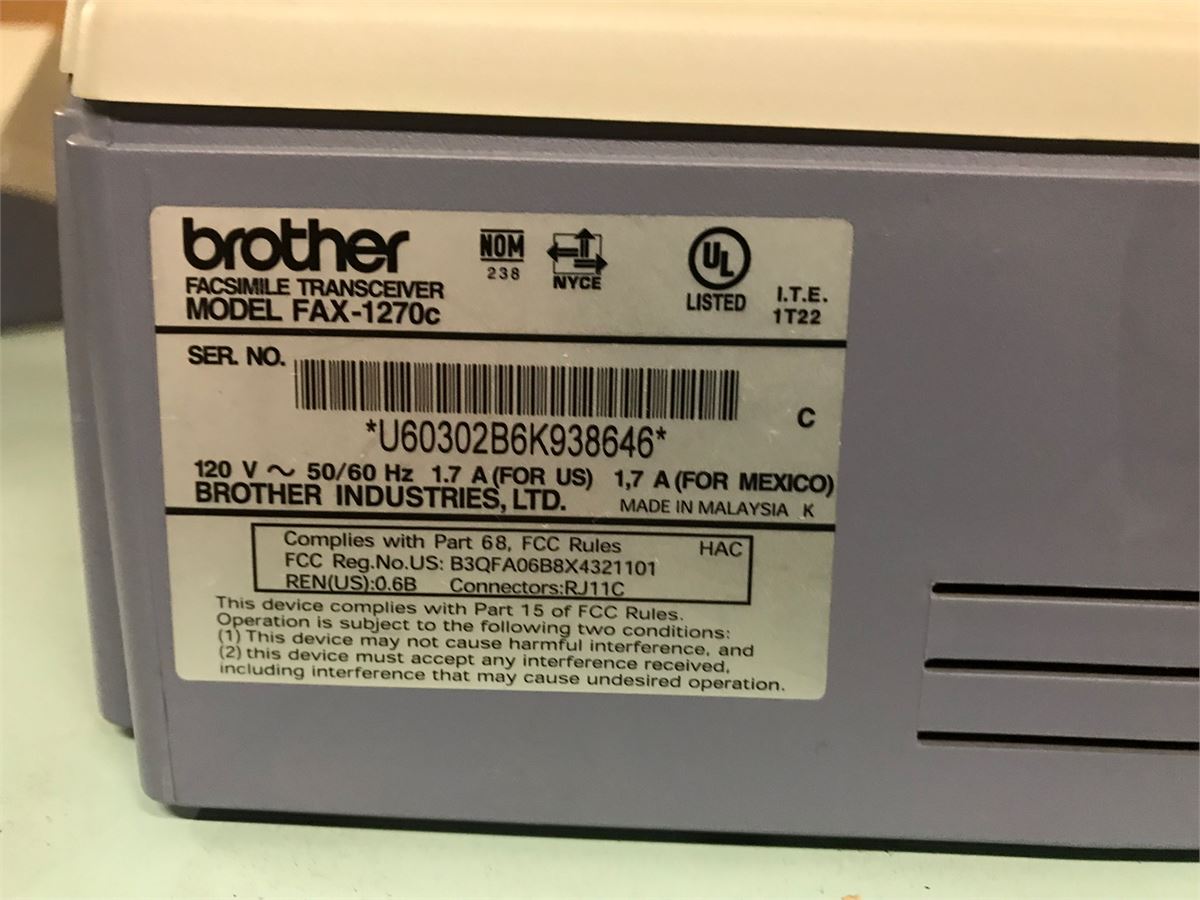 brother
NOM
238
NYCE
UL
LISTED
I.T.E.
1T22
FACSIMILE TRANSCEIVER
MODEL FAX-1270c
SER. NO.
C
*U60302B6K938646*
120 V ~ 50/60 Hz 1.7 A (FOR US) 1,7 A (FOR MEXICO)
BROTHER INDUSTRIES, LTD. MADE IN MALAYSIA K
Complies with Part 68, FCC Rules HAC
FCC Reg.No.US: B3QFA06B8X4321101
REN(US):0.6B Connectors:RJ11C
This device complies with Part 15 of FCC Rules.
Operation is subject to the following two conditions:
(1) This device may not cause harmful interference, and
(2) this device must accept any interference received,
including interference that may cause undesired operation.